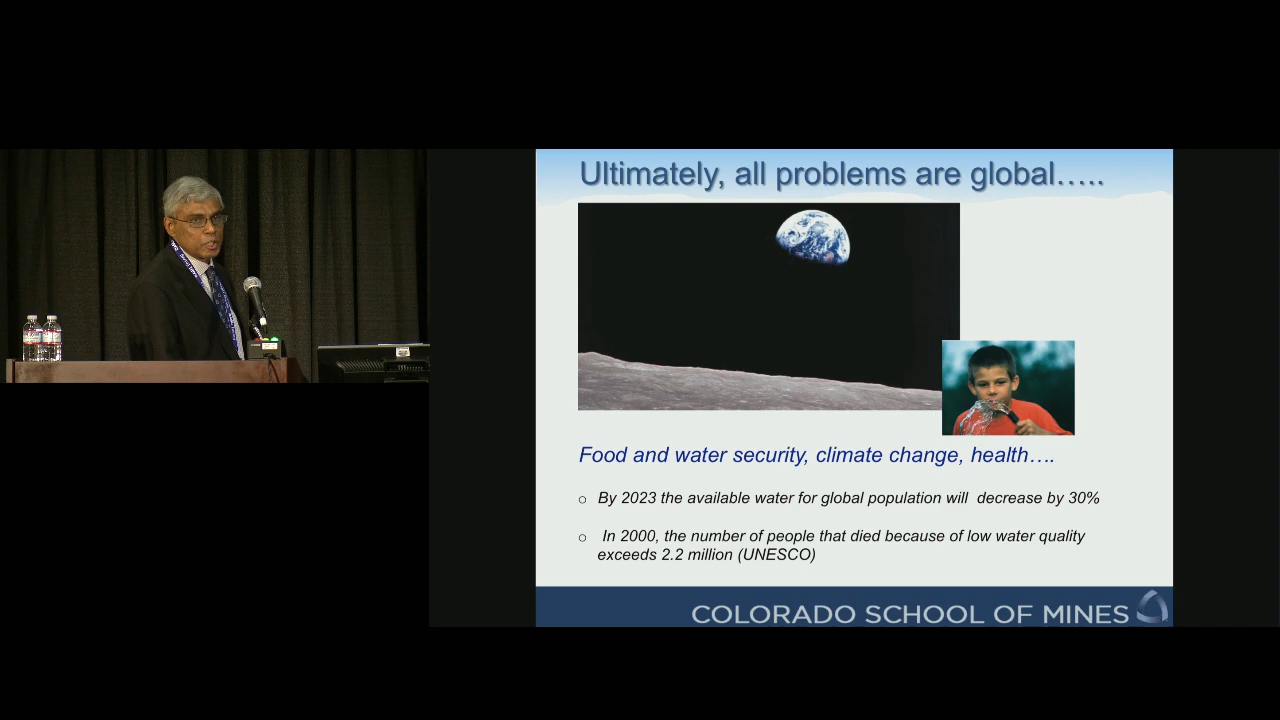 Ultimately, all problems are global…..
Food and water security, climate change, health….
o By 2023 the available water for global population will decrease by 30%
o In 2000, the number of people that died because of low water quality
exceeds 2.2 million (UNESCO)
COLORADO SCHOOL OF MINES